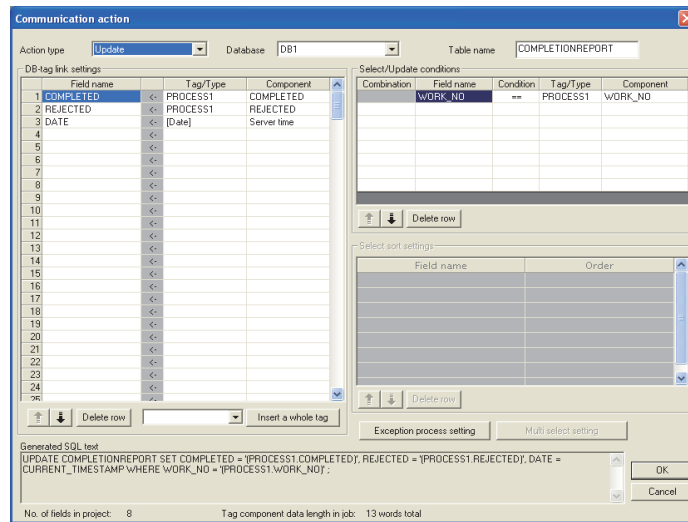 Communication action
Action type Update Database DB1 Table name COMPLETIONREPORT
DB-tag link settings
Field name Tag/Type Component
1 COMPLETED <- PROCESS1 COMPLETED
2 REJECTED <- PROCESS1 REJECTED
3 DATE <- [Date] Server time
4 <-
5 <-
6 <-
7 <-
8 <-
9 <-
10 <-
11 <-
12 <-
13 <-
14 <-
15 <-
16 <-
17 <-
18 <-
19 <-
20 <-
21 <-
22 <-
23 <-
24 <-
25 <-
Delete row Insert a whole tag
Select/Update conditions
Combination Field name Condition Tag/Type Component
WORK_NO == PROCESS1 WORK_NO
Delete row
Select sort settings
Field name Order
Delete row
Exception process setting Multi select setting
Generated SQL text
UPDATE COMPLETIONREPORT SET COMPLETED = '{PROCESS1.COMPLETED}', REJECTED = '{PROCESS1.REJECTED}', DATE =
CURRENT_TIMESTAMP WHERE WORK_NO = '{PROCESS1.WORK_NO}' ;
OK
Cancel
No. of fields in project: 8 Tag component data length in job: 13 words total